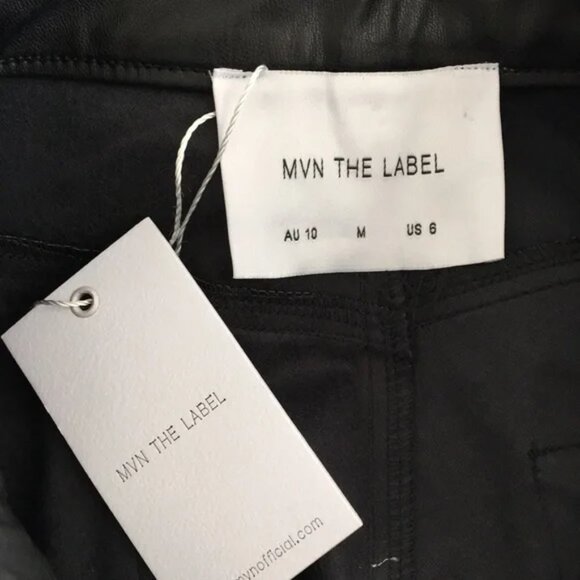 MVN THE LABEL
AU 10 M US 6
MVN THE LABEL